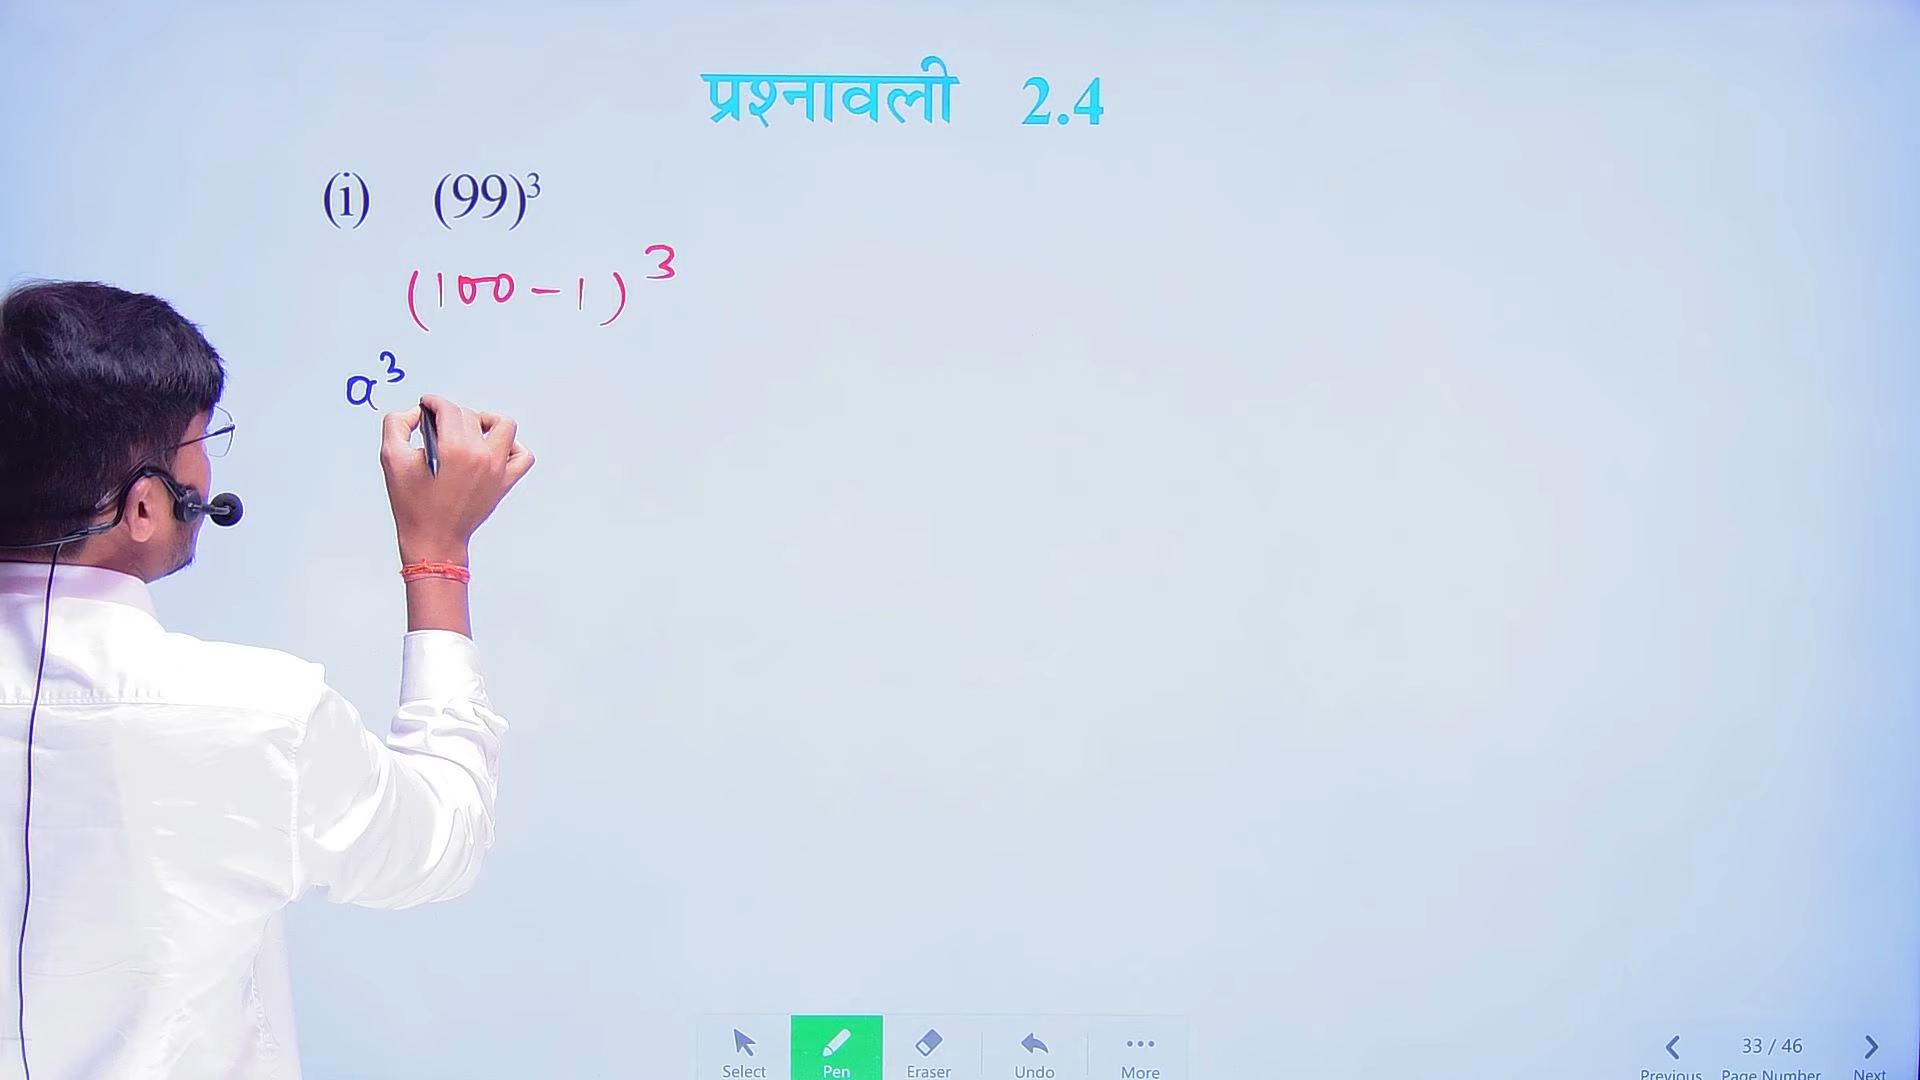 प्रश्नावली 2.4
(i) (99)³
(100 - 1)³
a³
Select Pen Eraser Undo More
33 / 46
Previous Page Number Next